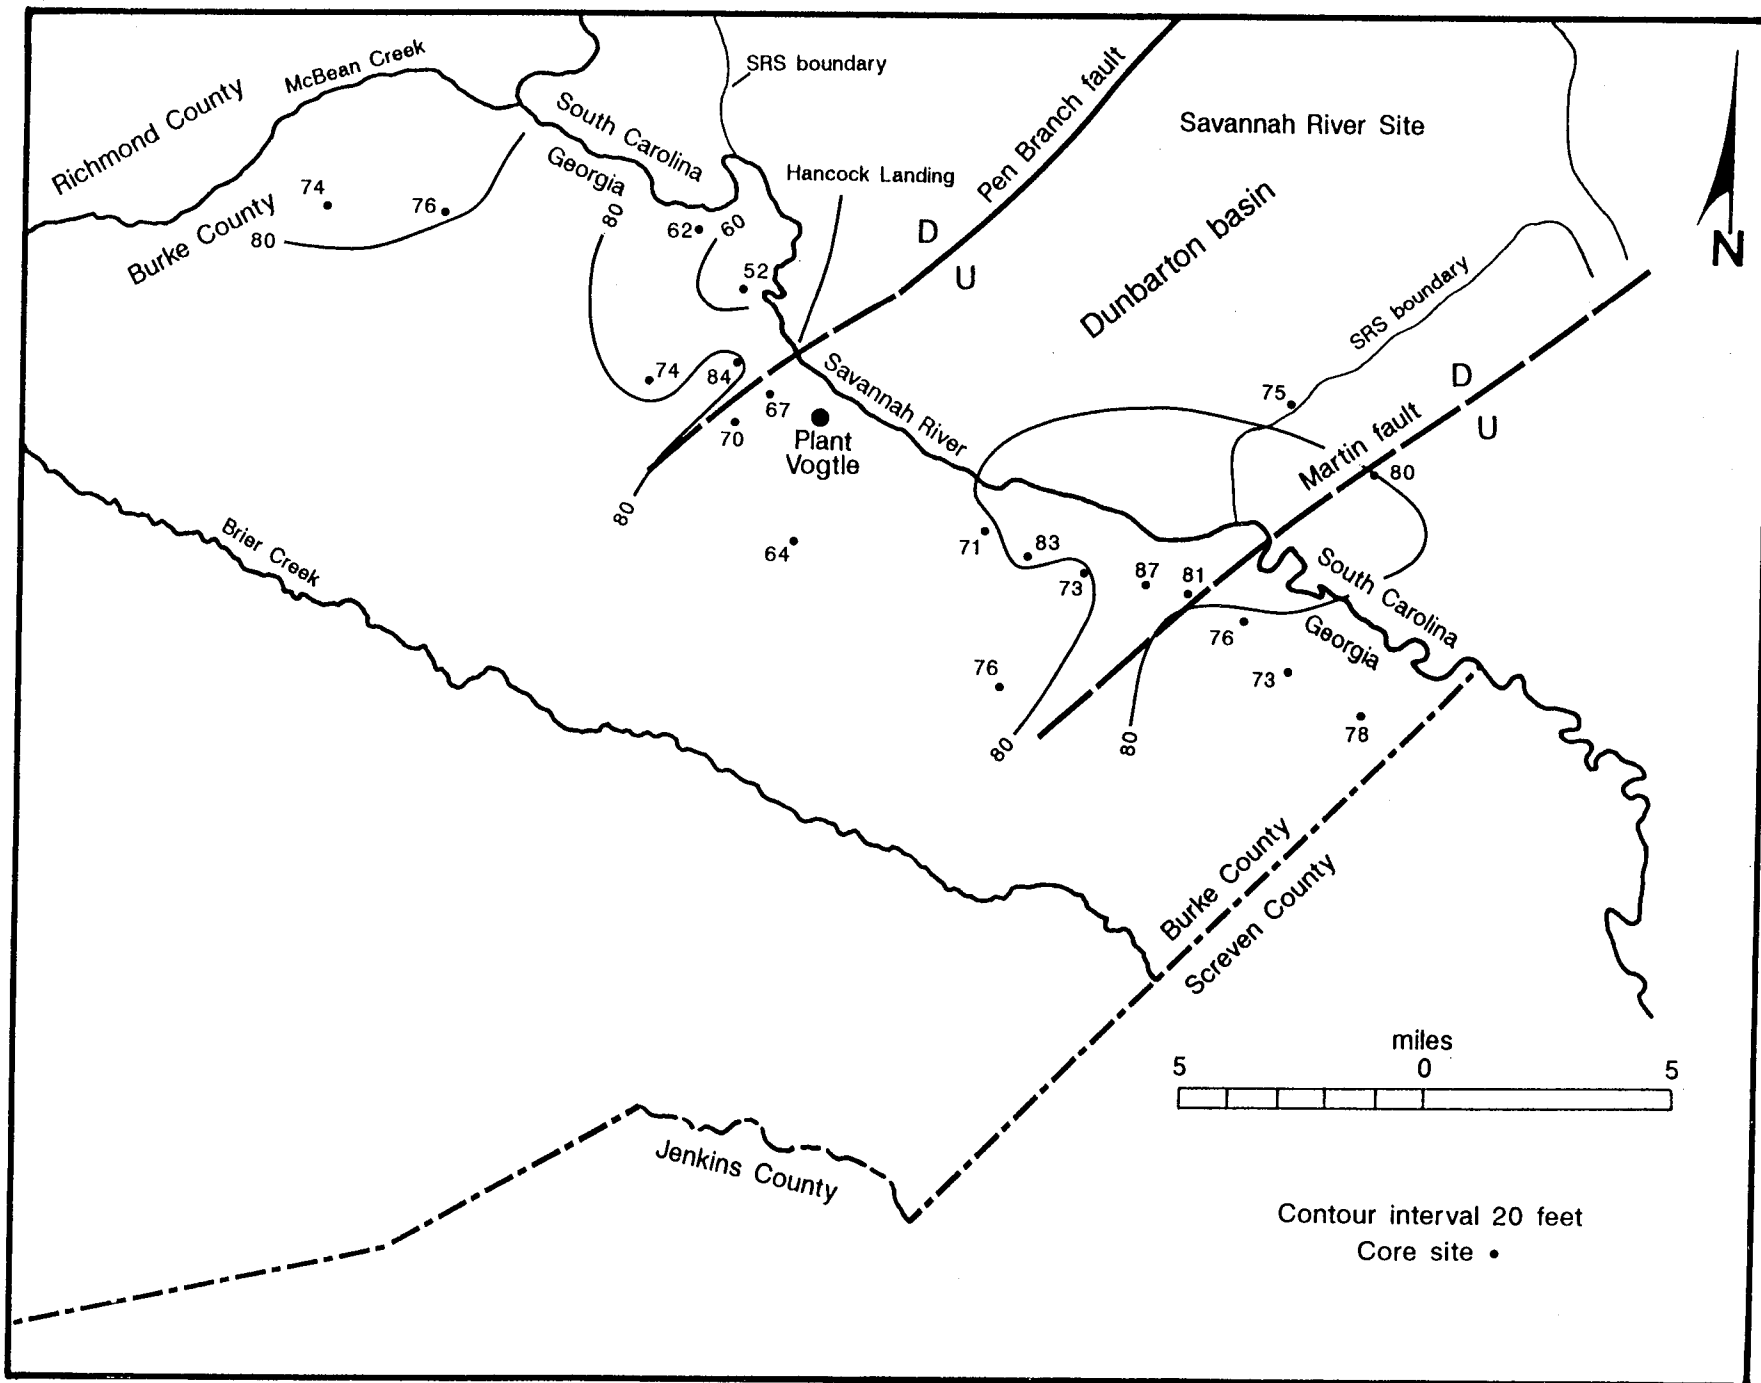 McBean Creek
Richmond County
SRS boundary
South Carolina
Georgia
Pen Branch fault
Savannah River Site
Hancock Landing
74
76
Burke County
80
80
62
60
52
D
U
Dunbarton basin
N
SRS boundary
74
84
67
70
Plant
Vogtle
Savannah River
75
D
U
Martin fault
80
80
Brier Creek
64
71
83
73
87
81
South Carolina
Georgia
76
73
76
80
80
78
Burke County
Screven County
miles
5 0 5
Jenkins County
Contour interval 20 feet
Core site